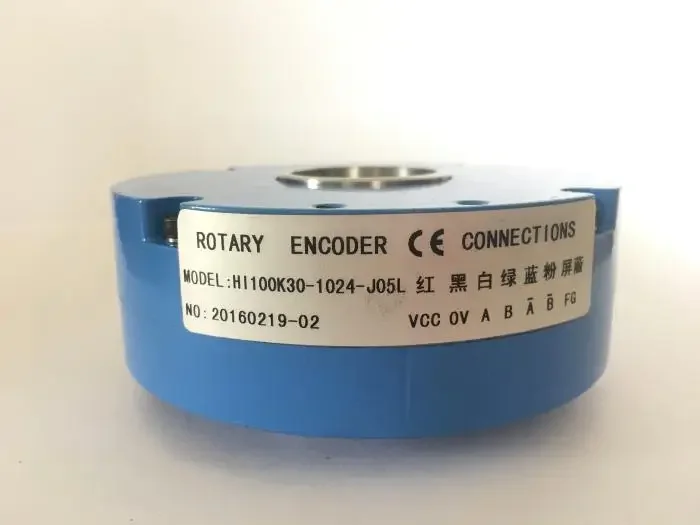 ROTARY ENCODER CE CONNECTIONS
MODEL:HI100K30-1024-J05L 红 黑 白 绿 蓝 粉 屏蔽
NO: 20160219-02 VCC 0V A B A̅ B̅ FG